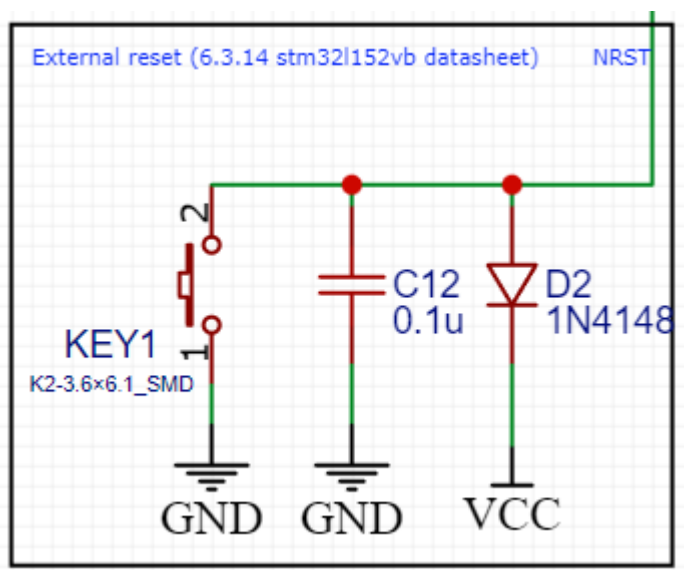 External reset (6.3.14 stm32l152vb datasheet) NRST
2
C12
0.1u
D2
1N4148
KEY1
1
K2-3.6×6.1_SMD
GND
GND
VCC